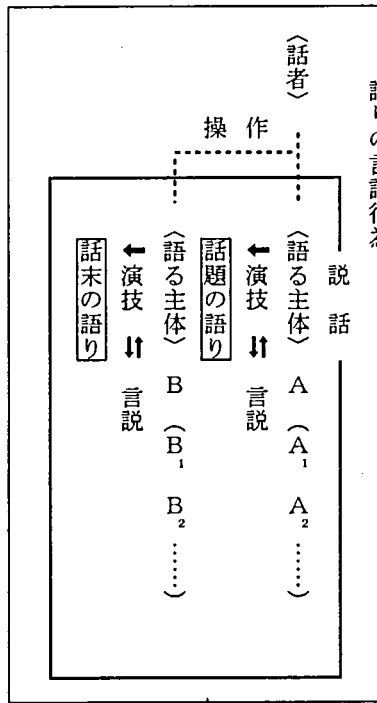 説話
〈話者〉
〈語る主体〉 A (A₁ A₂ ……)
←演技 ⇅ 言説
話題の語り
操作
〈語る主体〉 B (B₁ B₂ ……)
←演技 ⇅ 言説
話末の語り